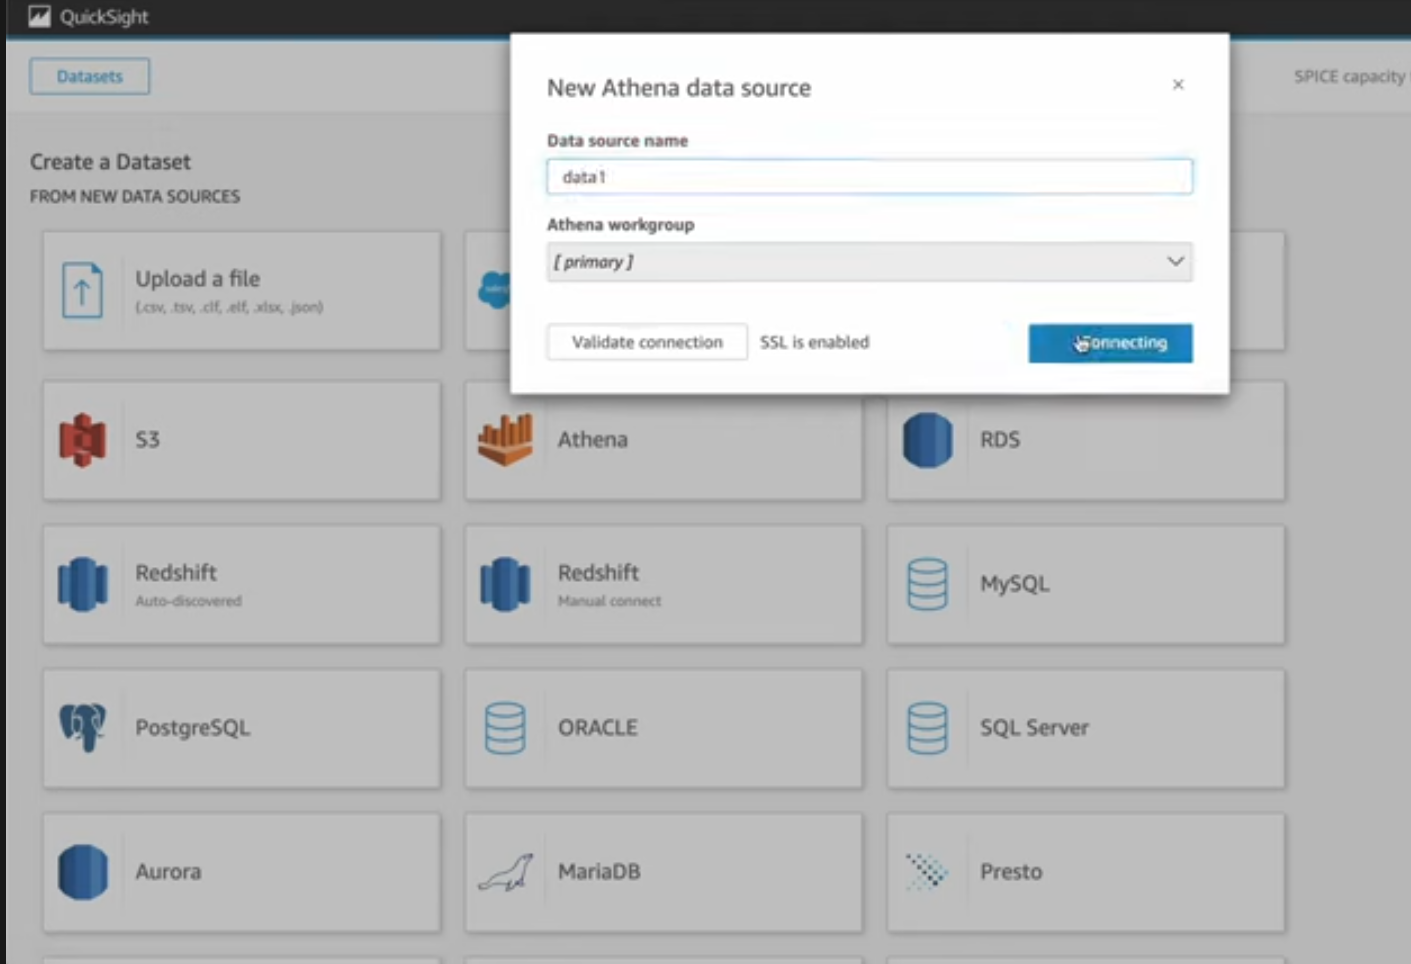 QuickSight
Datasets
SPICE capacity
New Athena data source
Data source name
data1
Athena workgroup
[ primary ]
Validate connection
SSL is enabled
Connecting
Create a Dataset
FROM NEW DATA SOURCES
Upload a file
(.csv, .tsv, .clf, .elf, .xlsx, .json)
S3
Athena
RDS
Redshift
Auto-discovered
Redshift
Manual connect
MySQL
PostgreSQL
ORACLE
SQL Server
Aurora
MariaDB
Presto